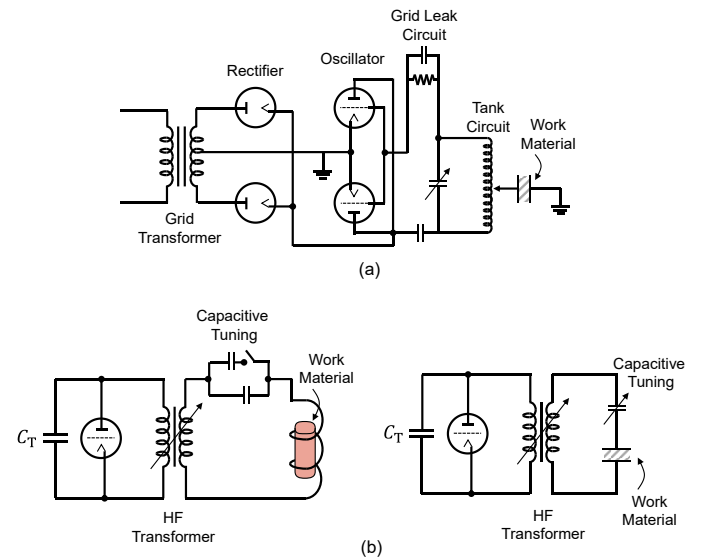 Grid Leak
Circuit
Oscillator
Rectifier
Tank
Circuit
Work
Material
Grid
Transformer
(a)
Capacitive
Tuning
Work
Material
C_T
HF
Transformer
Capacitive
Tuning
C_T
Work
Material
HF
Transformer
(b)